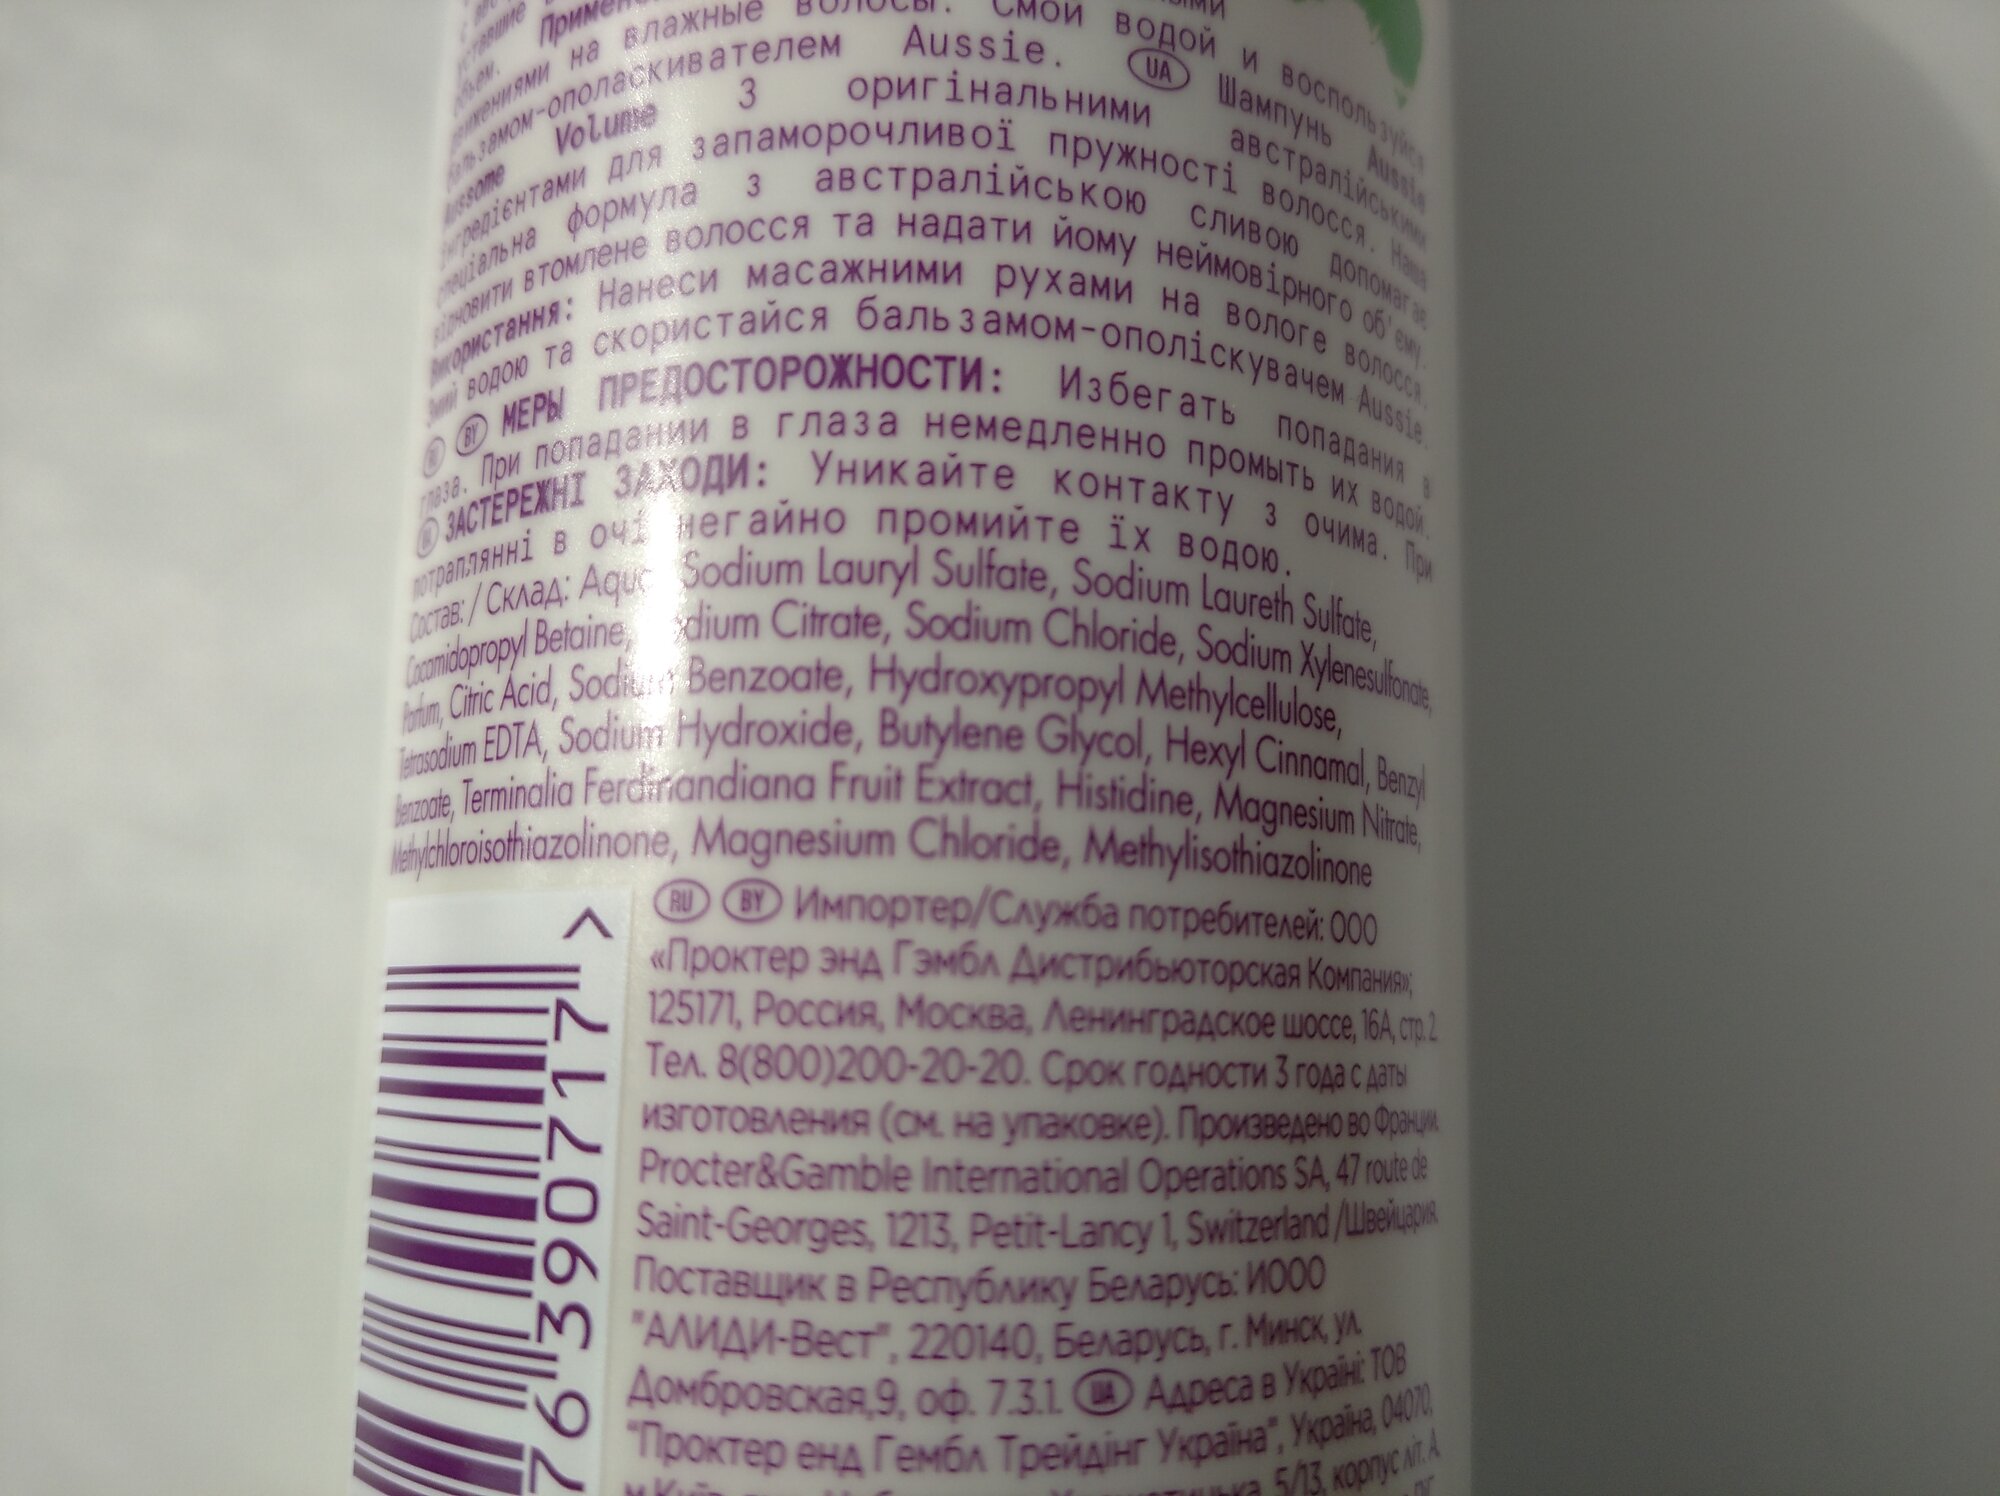 на влажные волосы. Смой водой и воспользуйся
бальзамом-ополаскивателем Aussie. UA Шампунь Aussie
Aussome Volume З оригінальними австралійськими
інгредієнтами для запаморочливої пружності волосся. Наша
спеціальна формула з австралійською сливою допомагає
відновити втомлене волосся та надати йому неймовірного об'єму.
Використання: Нанеси масажними рухами на вологе волосся.
Змий водою та скористайся бальзамом-ополіскувачем Aussie.
RU BY МЕРЫ ПРЕДОСТОРОЖНОСТИ: Избегать попадания в
глаза. При попадании в глаза немедленно промыть их водой.
UA ЗАСТЕРЕЖНІ ЗАХОДИ: Уникайте контакту з очима. При
потраплянні в очі негайно промийте їх водою.
Состав: / Склад: Aqua, Sodium Lauryl Sulfate, Sodium Laureth Sulfate,
Cocamidopropyl Betaine, Sodium Citrate, Sodium Chloride, Sodium Xylenesulfonate,
Parfum, Citric Acid, Sodium Benzoate, Hydroxypropyl Methylcellulose,
Tetrasodium EDTA, Sodium Hydroxide, Butylene Glycol, Hexyl Cinnamal, Benzyl
Benzoate, Terminalia Ferdinandiana Fruit Extract, Histidine, Magnesium Nitrate,
Methylchloroisothiazolinone, Magnesium Chloride, Methylisothiazolinone
RU BY Импортер/Служба потребителей: ООО
«Проктер энд Гэмбл Дистрибьюторская Компания»;
125171, Россия, Москва, Ленинградское шоссе, 16А, стр. 2.
Тел. 8(800)200-20-20. Срок годности 3 года с даты
изготовления (см. на упаковке). Произведено во Франции.
Procter&Gamble International Operations SA, 47 route de
Saint-Georges, 1213, Petit-Lancy 1, Switzerland /Швейцария.
Поставщик в Республику Беларусь: ИООО
"АЛИДИ-Вест", 220140, Беларусь, г. Минск, ул.
Домбровская,9, оф. 7.3.1. UA Адреса в Україні: ТОВ
"Проктер енд Гембл Трейдінг Україна", Україна, 04070,
5/13, корпус літ. А
76390717 >